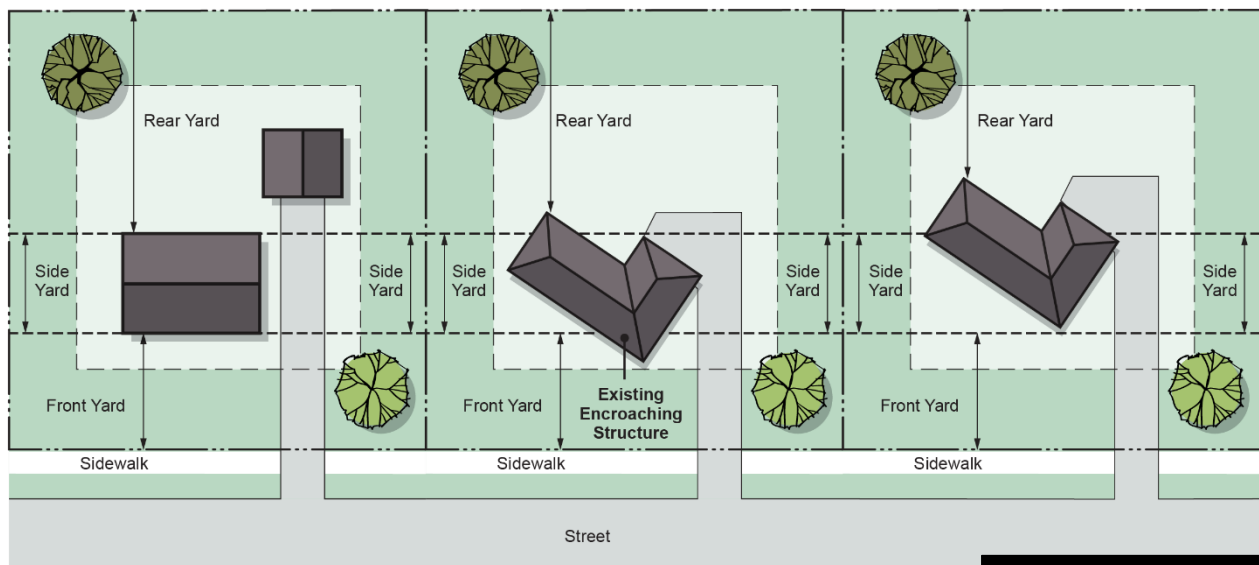 Rear Yard
Rear Yard
Rear Yard
Side
Yard
Side
Yard
Side
Yard
Side
Yard
Side
Yard
Side
Yard
Front Yard
Existing
Encroaching
Structure
Front Yard
Front Yard
Sidewalk
Sidewalk
Sidewalk
Street